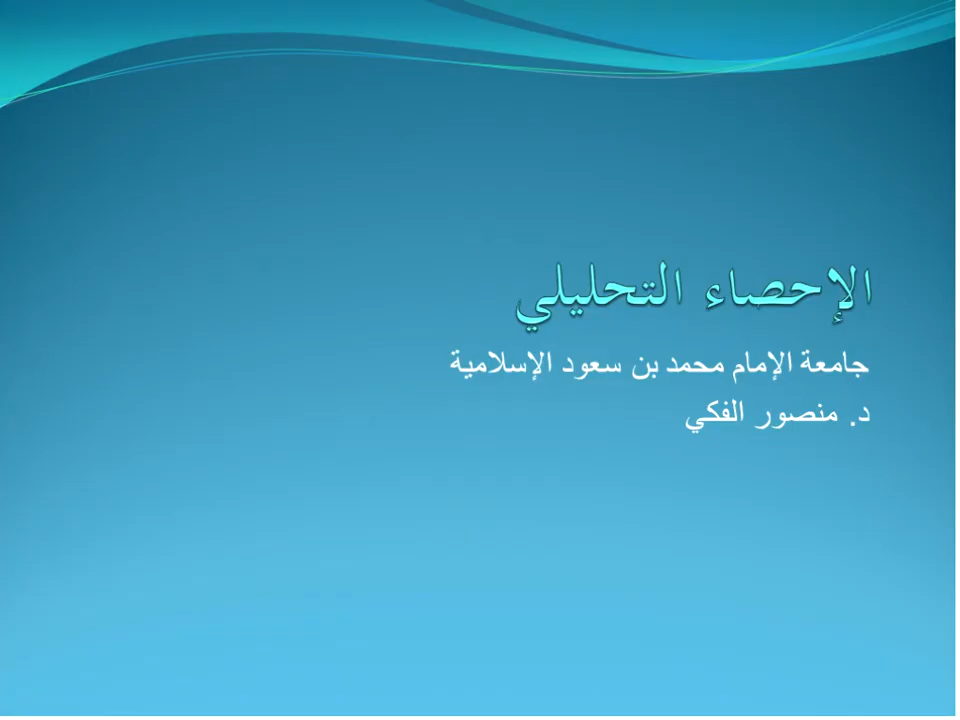 الإحصاء التحليلي
جامعة الإمام محمد بن سعود الإسلامية
د. منصور الفكي